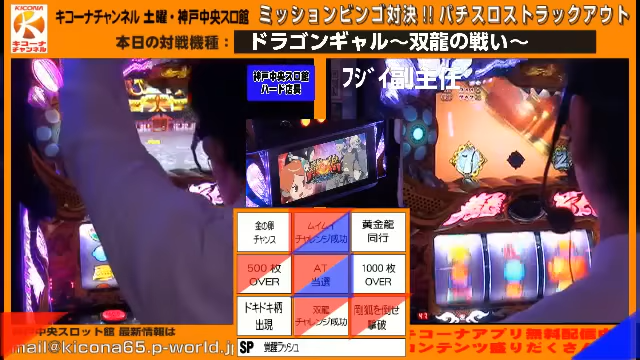 KICONA
キコーナ
チャンネル
キコーナチャンネル 土曜・神戸中央スロ館
ミッションビンゴ対決!! パチスロストラックアウト
本日の対戦機種：
ドラゴンギャル～双龍の戦い～
神戸中央スロ館
ハード店長
フジイ副主任
金の卵
チャンス
ムイムイ
チャレンジ成功
黄金龍
同行
500枚
OVER
AT
当選
1000枚
OVER
ドキドキ柄
出現
双龍
チャレンジ成功
剛狐を倒せ
撃破
SP 覚醒ラッシュ
神戸中央スロット館 最新情報は
mail@kicona65.p-world.jp
キコーナアプリ無料配信中
コンテンツ盛りだくさん